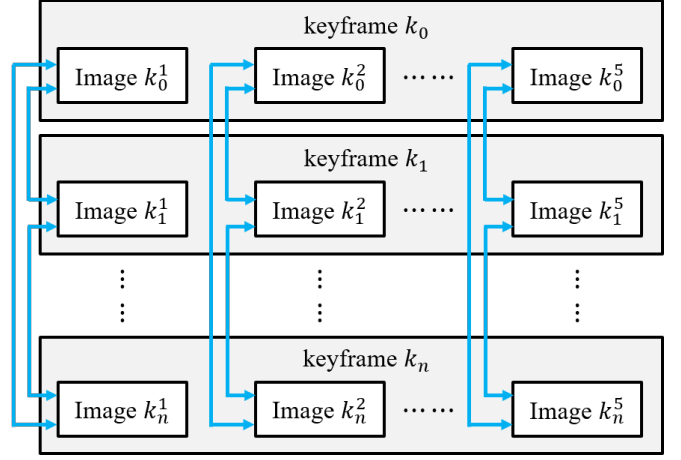 keyframe k₀
Image k₀¹ Image k₀² …… Image k₀⁵
keyframe k₁
Image k₁¹ Image k₁² …… Image k₁⁵
⋮ ⋮ ⋮
keyframe kₙ
Image kₙ¹ Image kₙ² …… Image kₙ⁵